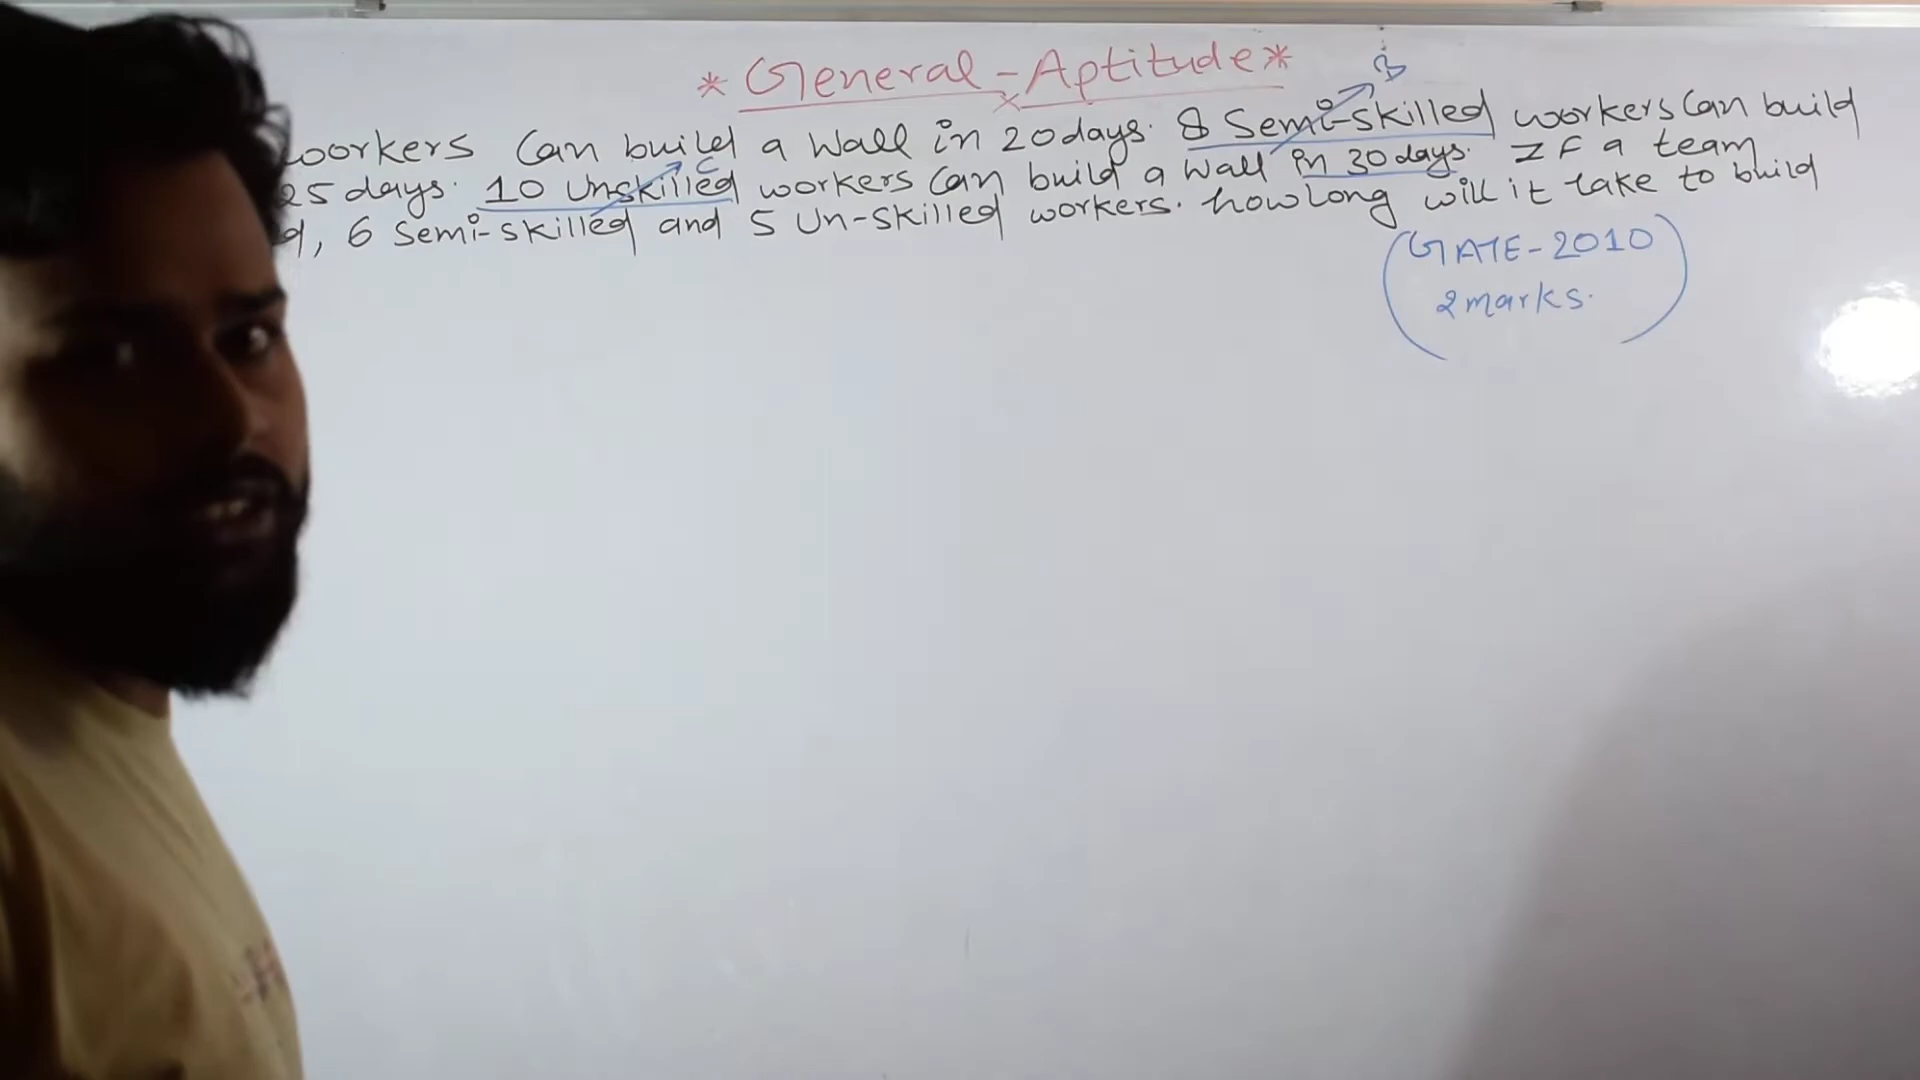 * General-Aptitude *
B
workers Can build a wall in 20 days. 8 Semi-skilled workers Can build
C
25 days. 10 Unskilled workers Can build a wall in 30 days. IF a team
6 Semi-skilled and 5 Un-skilled workers. how long will it take to build
(GATE-2010
2 marks.)